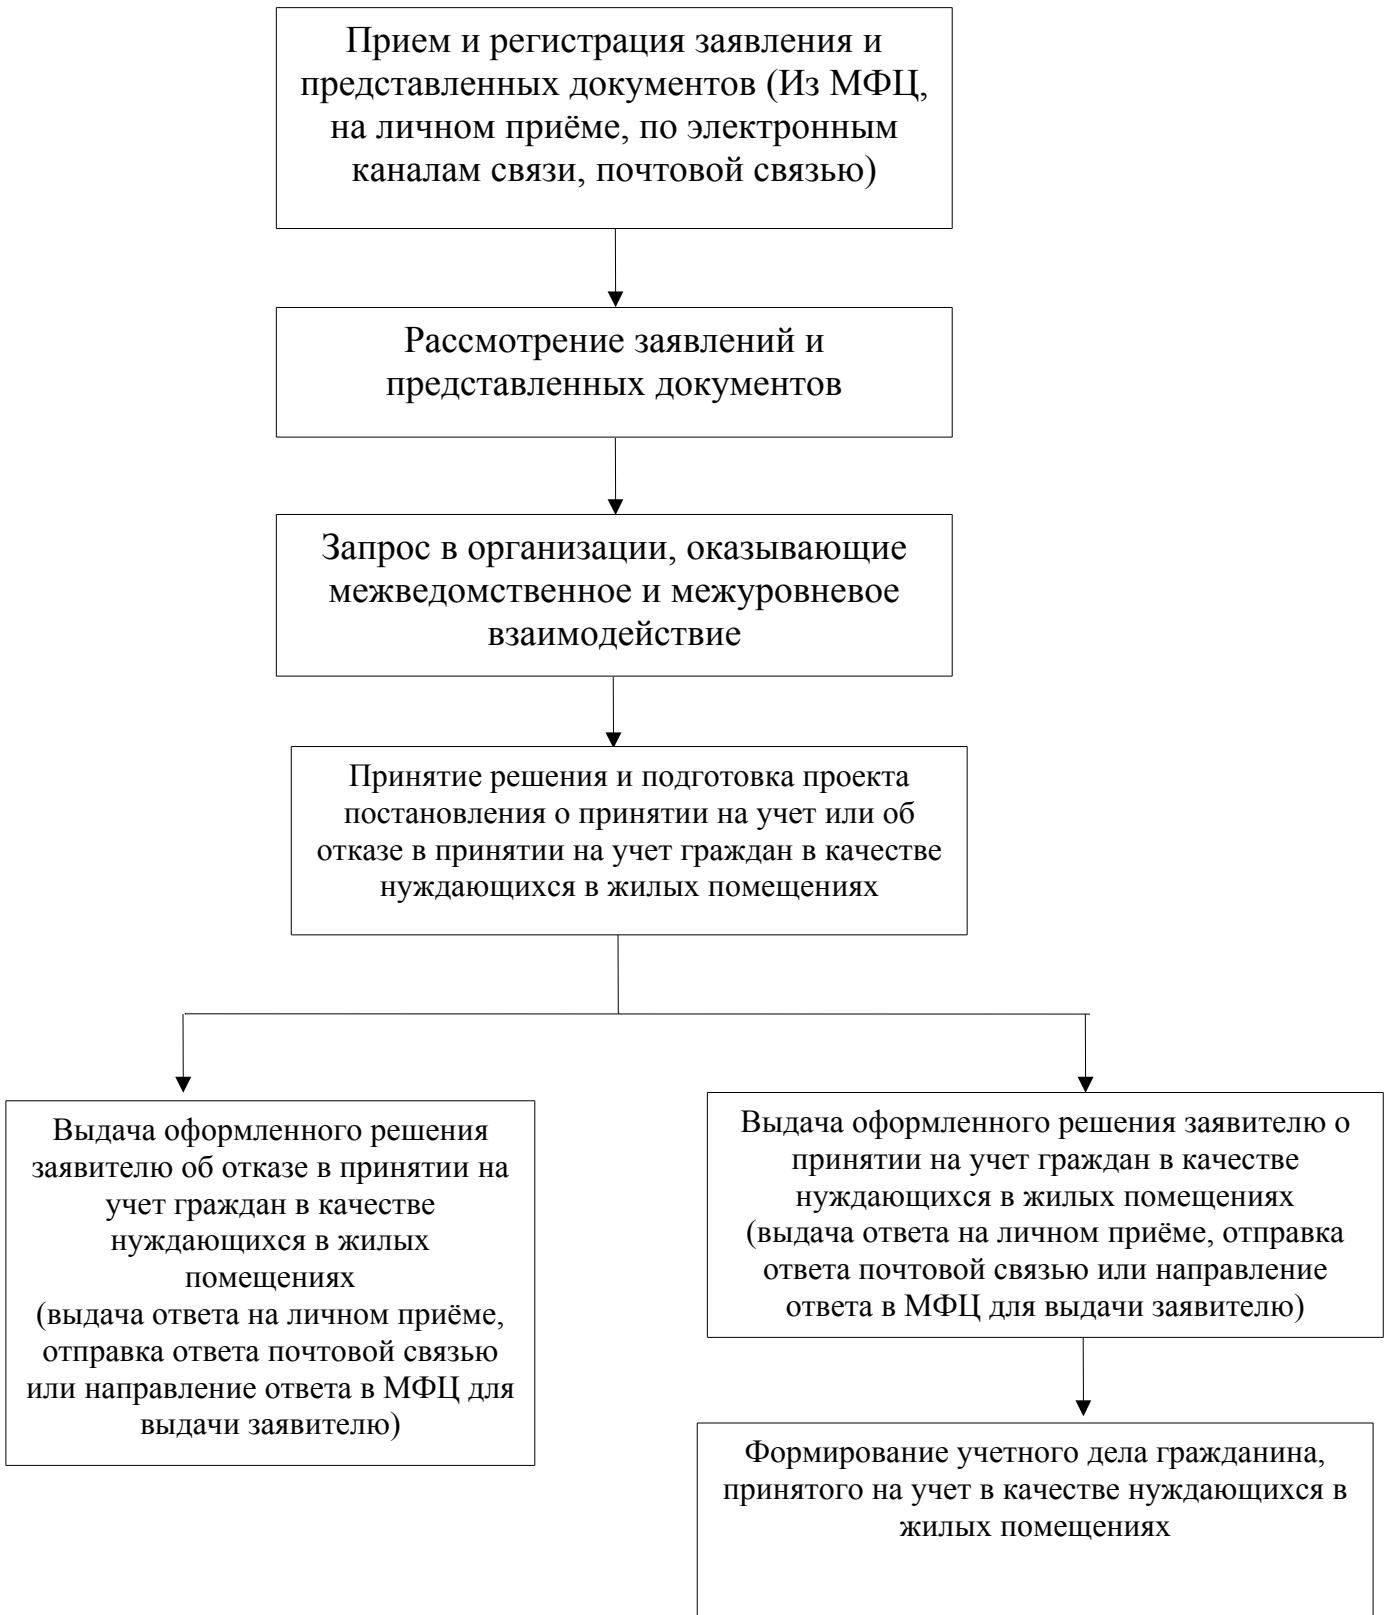 Прием и регистрация заявления и
представленных документов (Из МФЦ,
на личном приёме, по электронным
каналам связи, почтовой связью)
Рассмотрение заявлений и
представленных документов
Запрос в организации, оказывающие
межведомственное и межуровневое
взаимодействие
Принятие решения и подготовка проекта
постановления о принятии на учет или об
отказе в принятии на учет граждан в качестве
нуждающихся в жилых помещениях
Выдача оформленного решения
заявителю об отказе в принятии на
учет граждан в качестве
нуждающихся в жилых
помещениях
(выдача ответа на личном приёме,
отправка ответа почтовой связью
или направление ответа в МФЦ для
выдачи заявителю)
Выдача оформленного решения заявителю о
принятии на учет граждан в качестве
нуждающихся в жилых помещениях
(выдача ответа на личном приёме, отправка
ответа почтовой связью или направление
ответа в МФЦ для выдачи заявителю)
Формирование учетного дела гражданина,
принятого на учет в качестве нуждающихся в
жилых помещениях